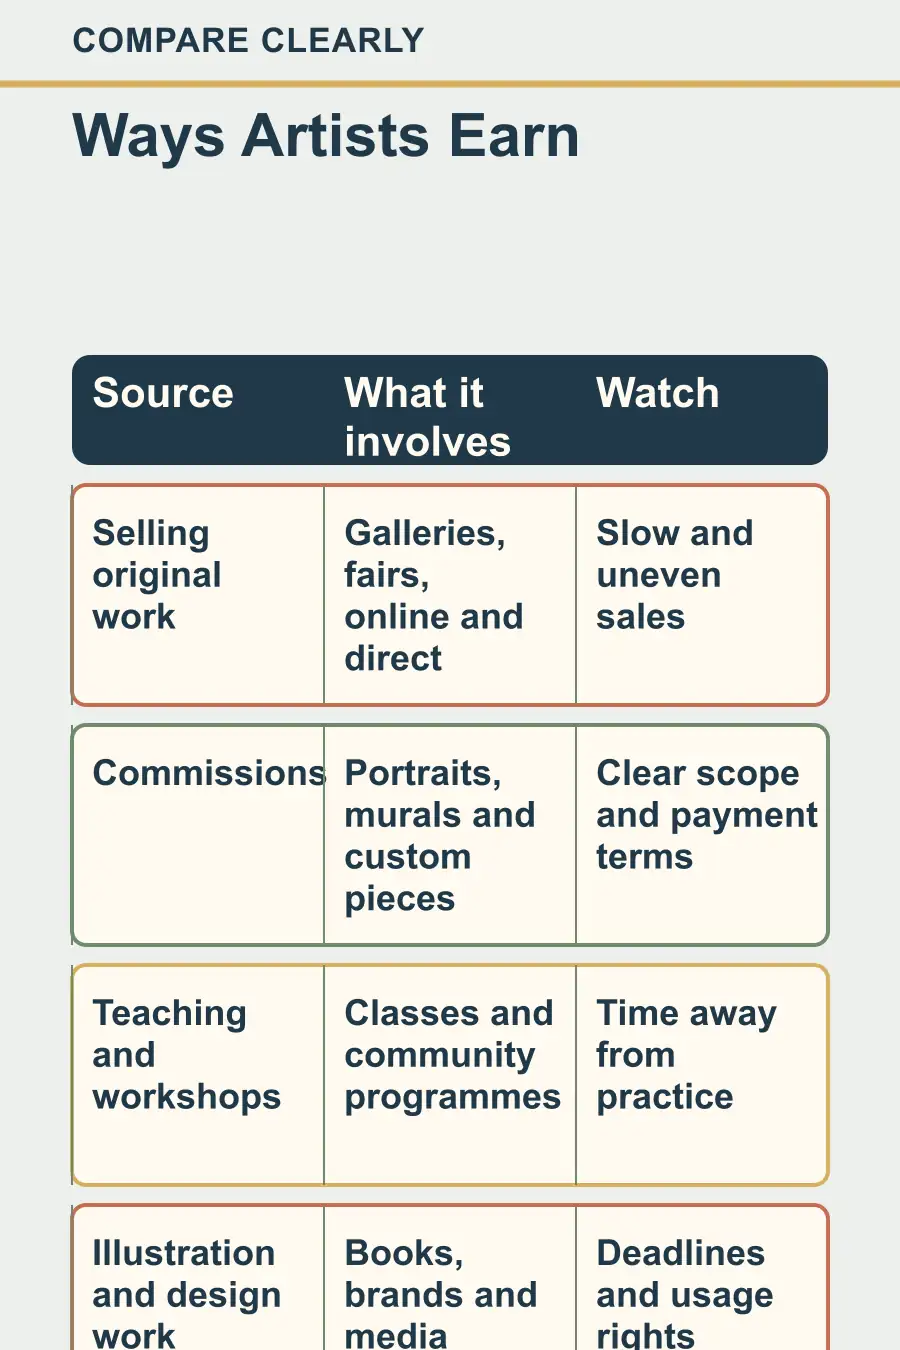 COMPARE CLEARLY
Ways Artists Earn
Source
What it
involves
Watch
Selling
original
work
Galleries,
fairs,
online and
direct
Slow and
uneven
sales
Commissions
Portraits,
murals and
custom
pieces
Clear scope
and payment
terms
Teaching
and
workshops
Classes and
community
programmes
Time away
from
practice
Illustration
and design
work
Books,
brands and
media
Deadlines
and usage
rights